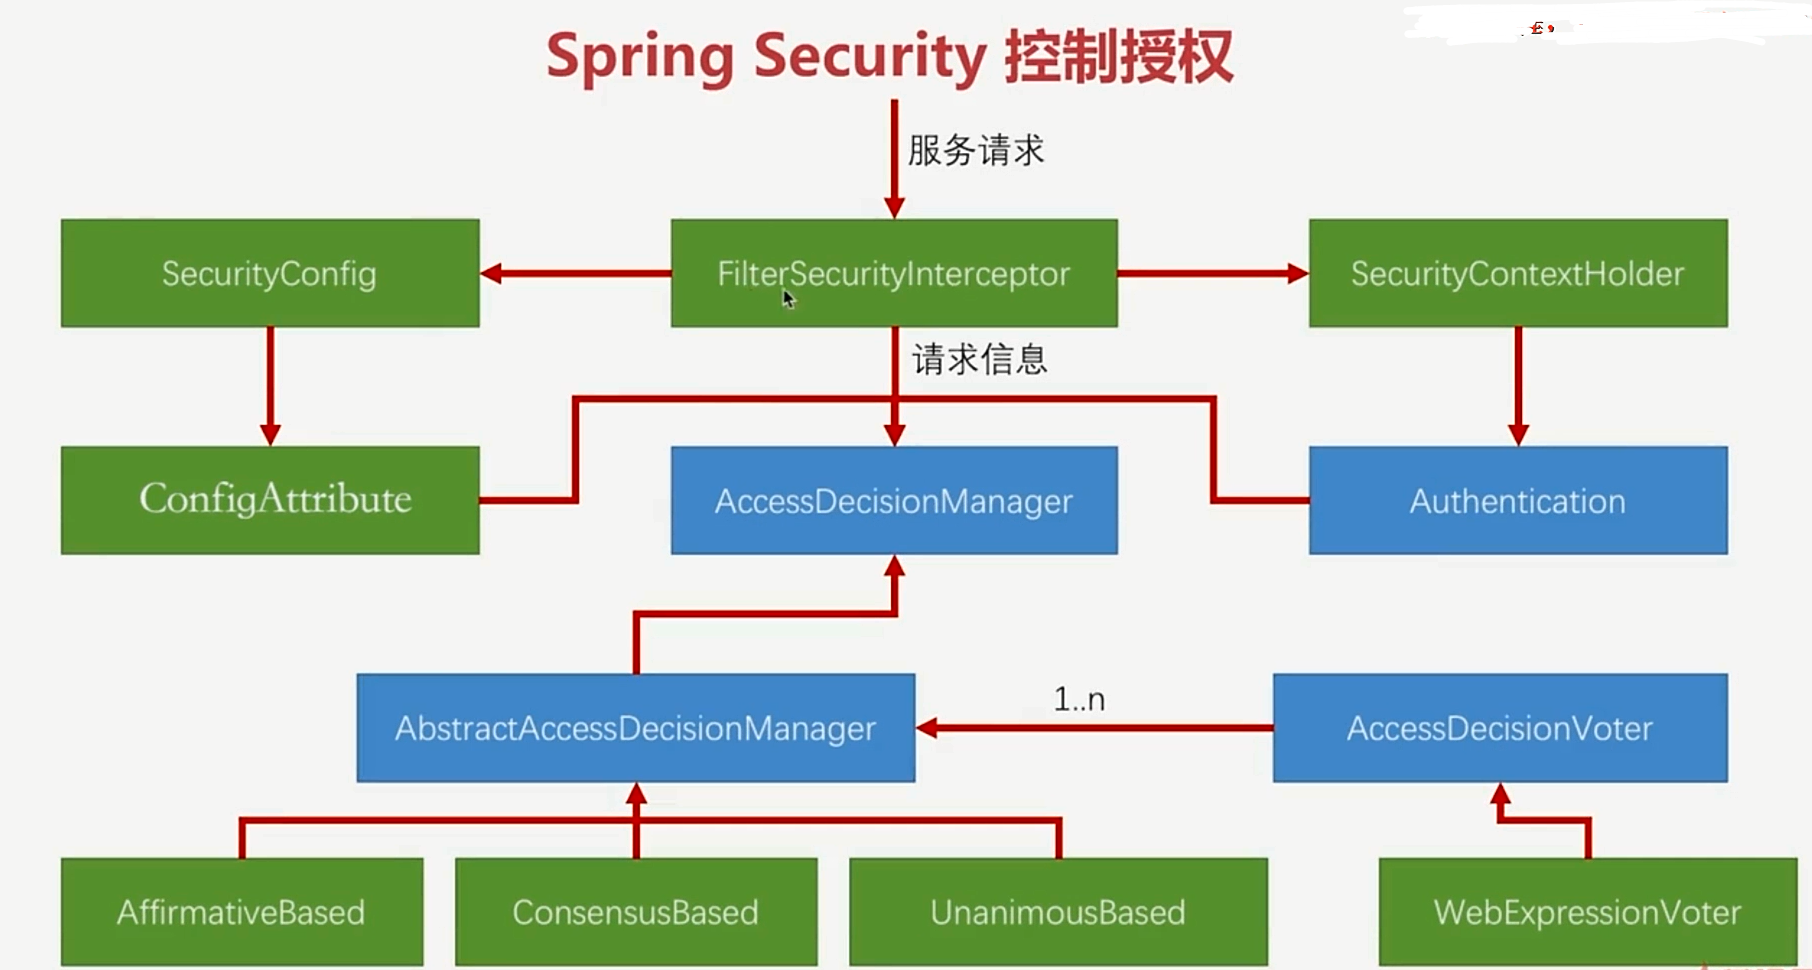 Spring Security 控制授权
服务请求
SecurityConfig
FilterSecurityInterceptor
SecurityContextHolder
请求信息
ConfigAttribute
AccessDecisionManager
Authentication
AbstractAccessDecisionManager
1..n
AccessDecisionVoter
AffirmativeBased
ConsensusBased
UnanimousBased
WebExpressionVoter